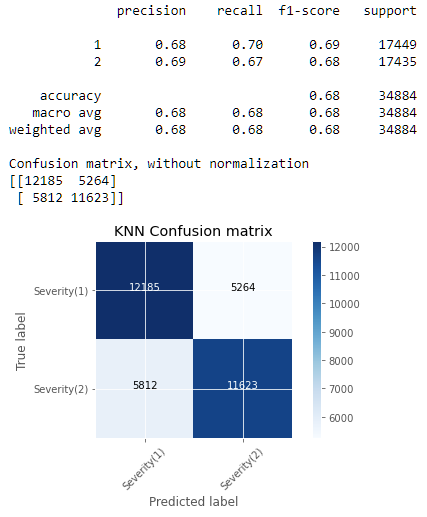 precision recall f1-score support
1 0.68 0.70 0.69 17449
2 0.69 0.67 0.68 17435
accuracy 0.68 34884
macro avg 0.68 0.68 0.68 34884
weighted avg 0.68 0.68 0.68 34884
Confusion matrix, without normalization
[[12185 5264]
[ 5812 11623]]
KNN Confusion matrix
True label
Severity(1) 12185 5264
Severity(2) 5812 11623
Severity(1) Severity(2)
Predicted label
12000
11000
10000
9000
8000
7000
6000